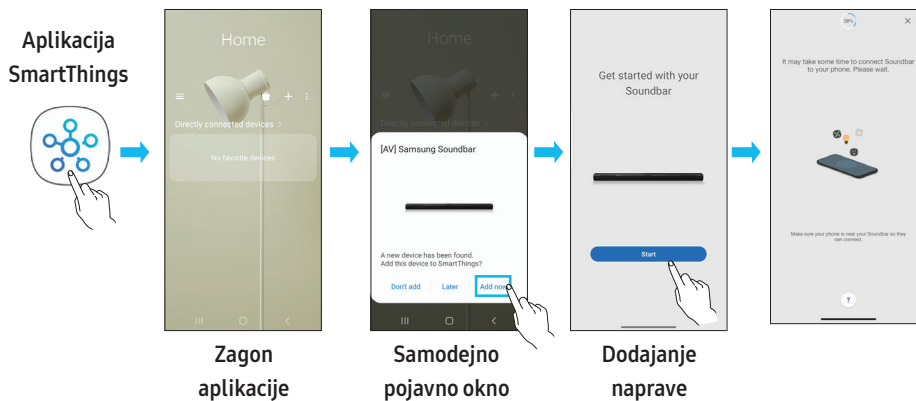 Aplikacija
SmartThings
Home
Directly connected devices >
No favorite devices
Zagon
aplikacije
Home
Directly connected devices >
[AV] Samsung Soundbar
A new device has been found.
Add this device to SmartThings?
Don't add
Later
Add now
Samodejno
pojavno okno
Get started with your
Soundbar
Start
Dodajanje
naprave
38%
It may take some time to connect Soundbar
to your phone. Please wait.
Make sure your phone is near your Soundbar so they
can connect.
?